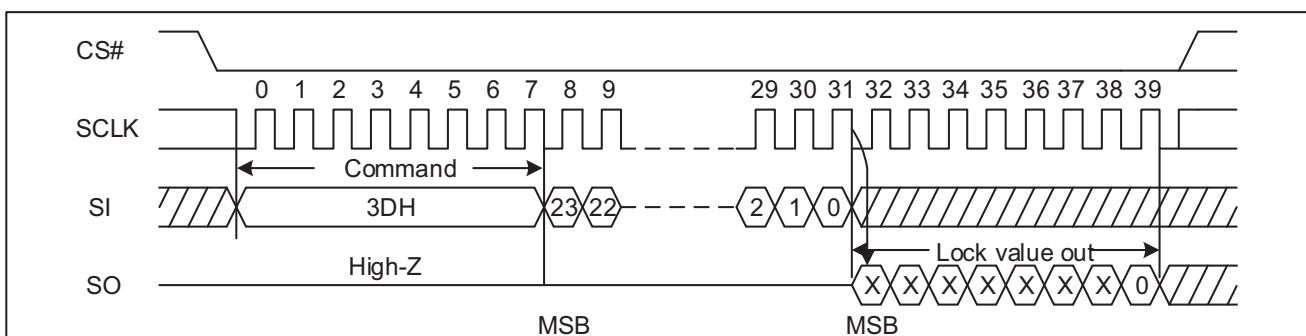 CS#
0 1 2 3 4 5 6 7 8 9 29 30 31 32 33 34 35 36 37 38 39
SCLK
Command
SI 3DH 23 22 2 1 0
High-Z Lock value out
SO X X X X X X X 0
MSB MSB